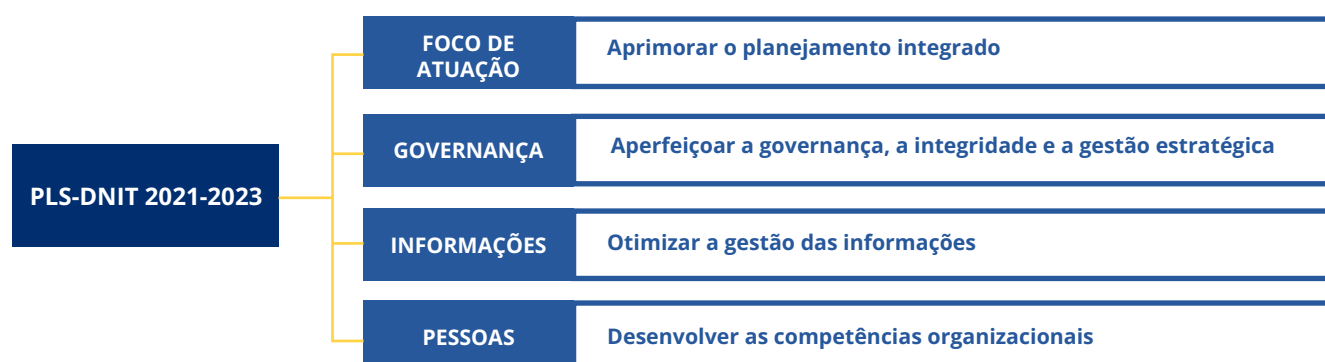 PLS-DNIT 2021-2023
FOCO DE
ATUAÇÃO
Aprimorar o planejamento integrado
GOVERNANÇA
Aperfeiçoar a governança, a integridade e a gestão estratégica
INFORMAÇÕES
Otimizar a gestão das informações
PESSOAS
Desenvolver as competências organizacionais